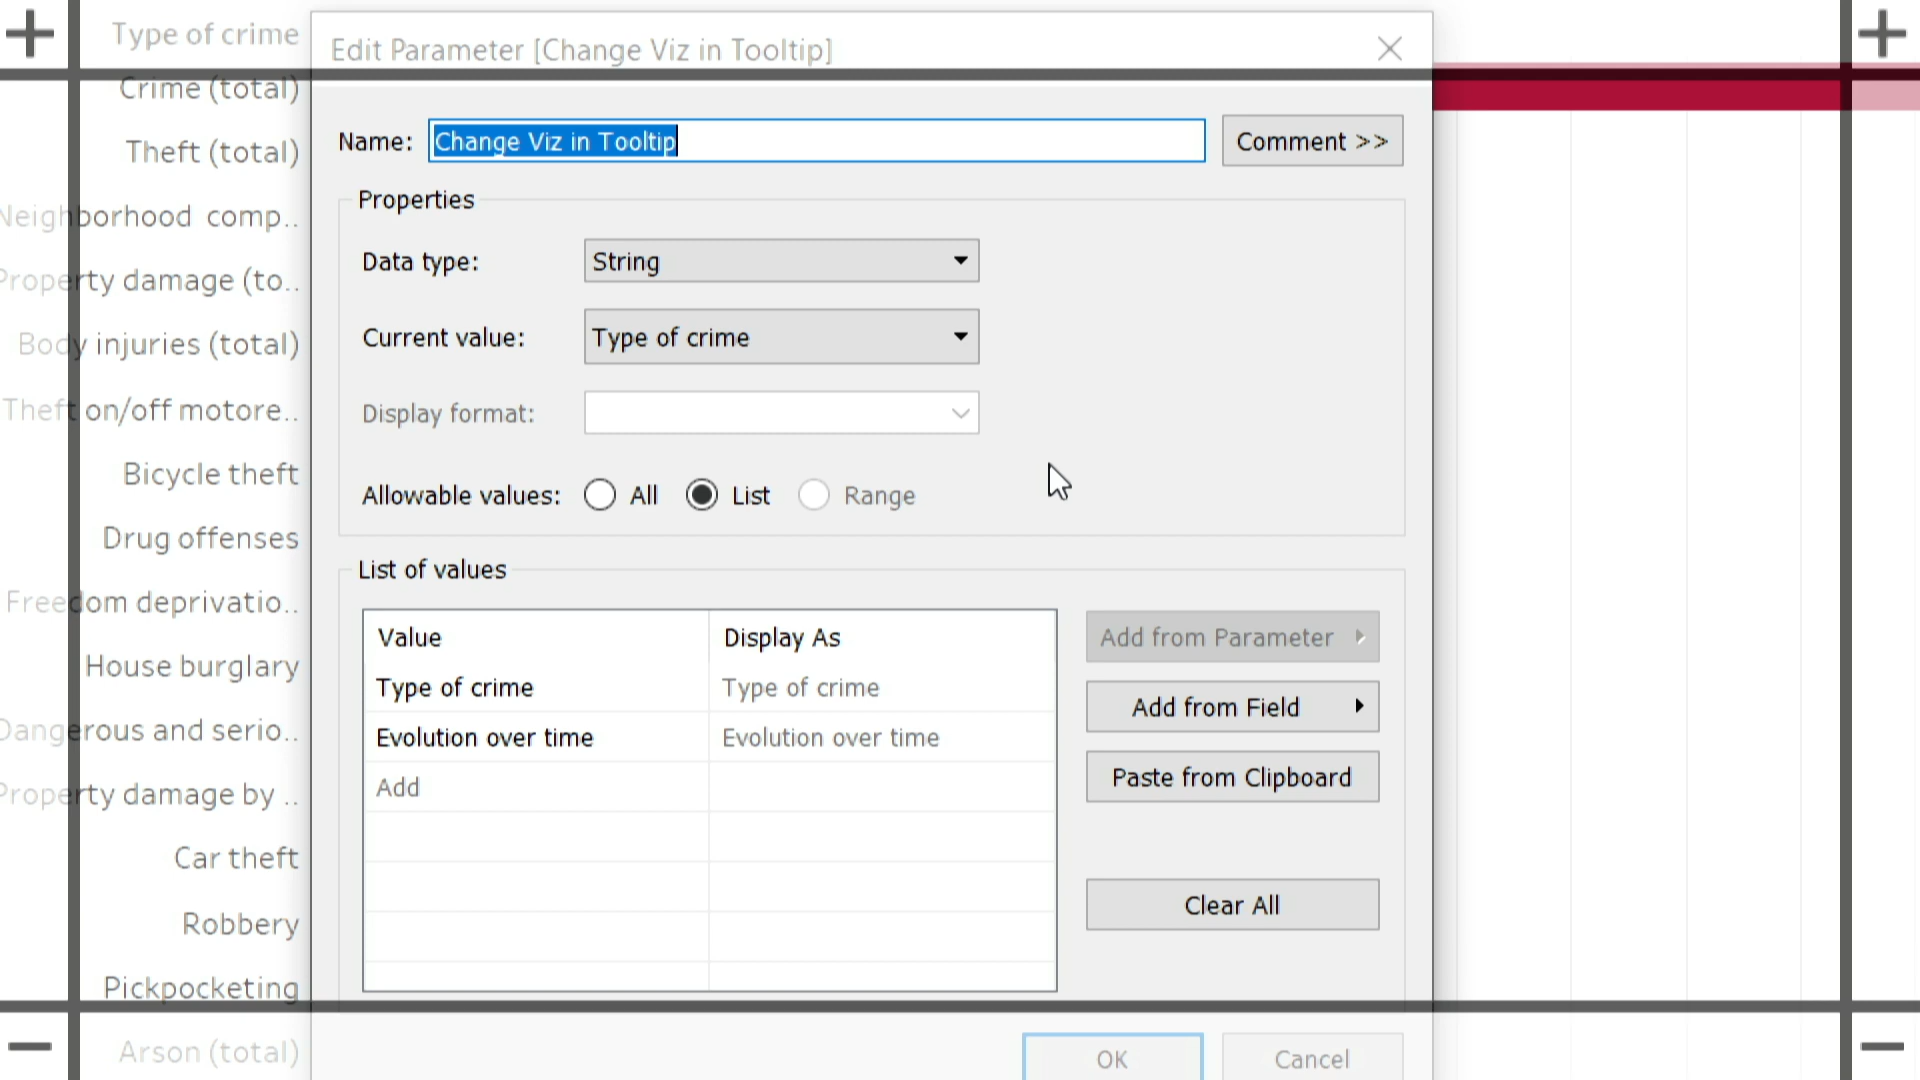 Type of crime
Crime (total)
Theft (total)
Neighborhood comp..
Property damage (to..
Body injuries (total)
Theft on/off motore..
Bicycle theft
Drug offenses
Freedom deprivatio..
House burglary
Dangerous and serio..
Property damage by ..
Car theft
Robbery
Pickpocketing
Arson (total)
Edit Parameter [Change Viz in Tooltip]
Name: Change Viz in Tooltip Comment >>
Properties
Data type: String
Current value: Type of crime
Display format:
Allowable values: All List Range
List of values
Value Display As
Type of crime Type of crime
Evolution over time Evolution over time
Add
Add from Parameter
Add from Field
Paste from Clipboard
Clear All
OK Cancel